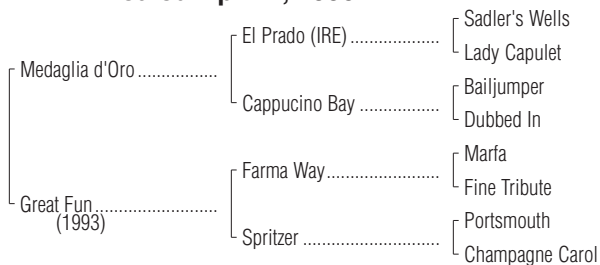 Sadler's Wells
El Prado (IRE)
Lady Capulet
Medaglia d'Oro
Bailjumper
Cappucino Bay
Dubbed In
Marfa
Farma Way
Fine Tribute
Great Fun
(1993)
Portsmouth
Spritzer
Champagne Carol